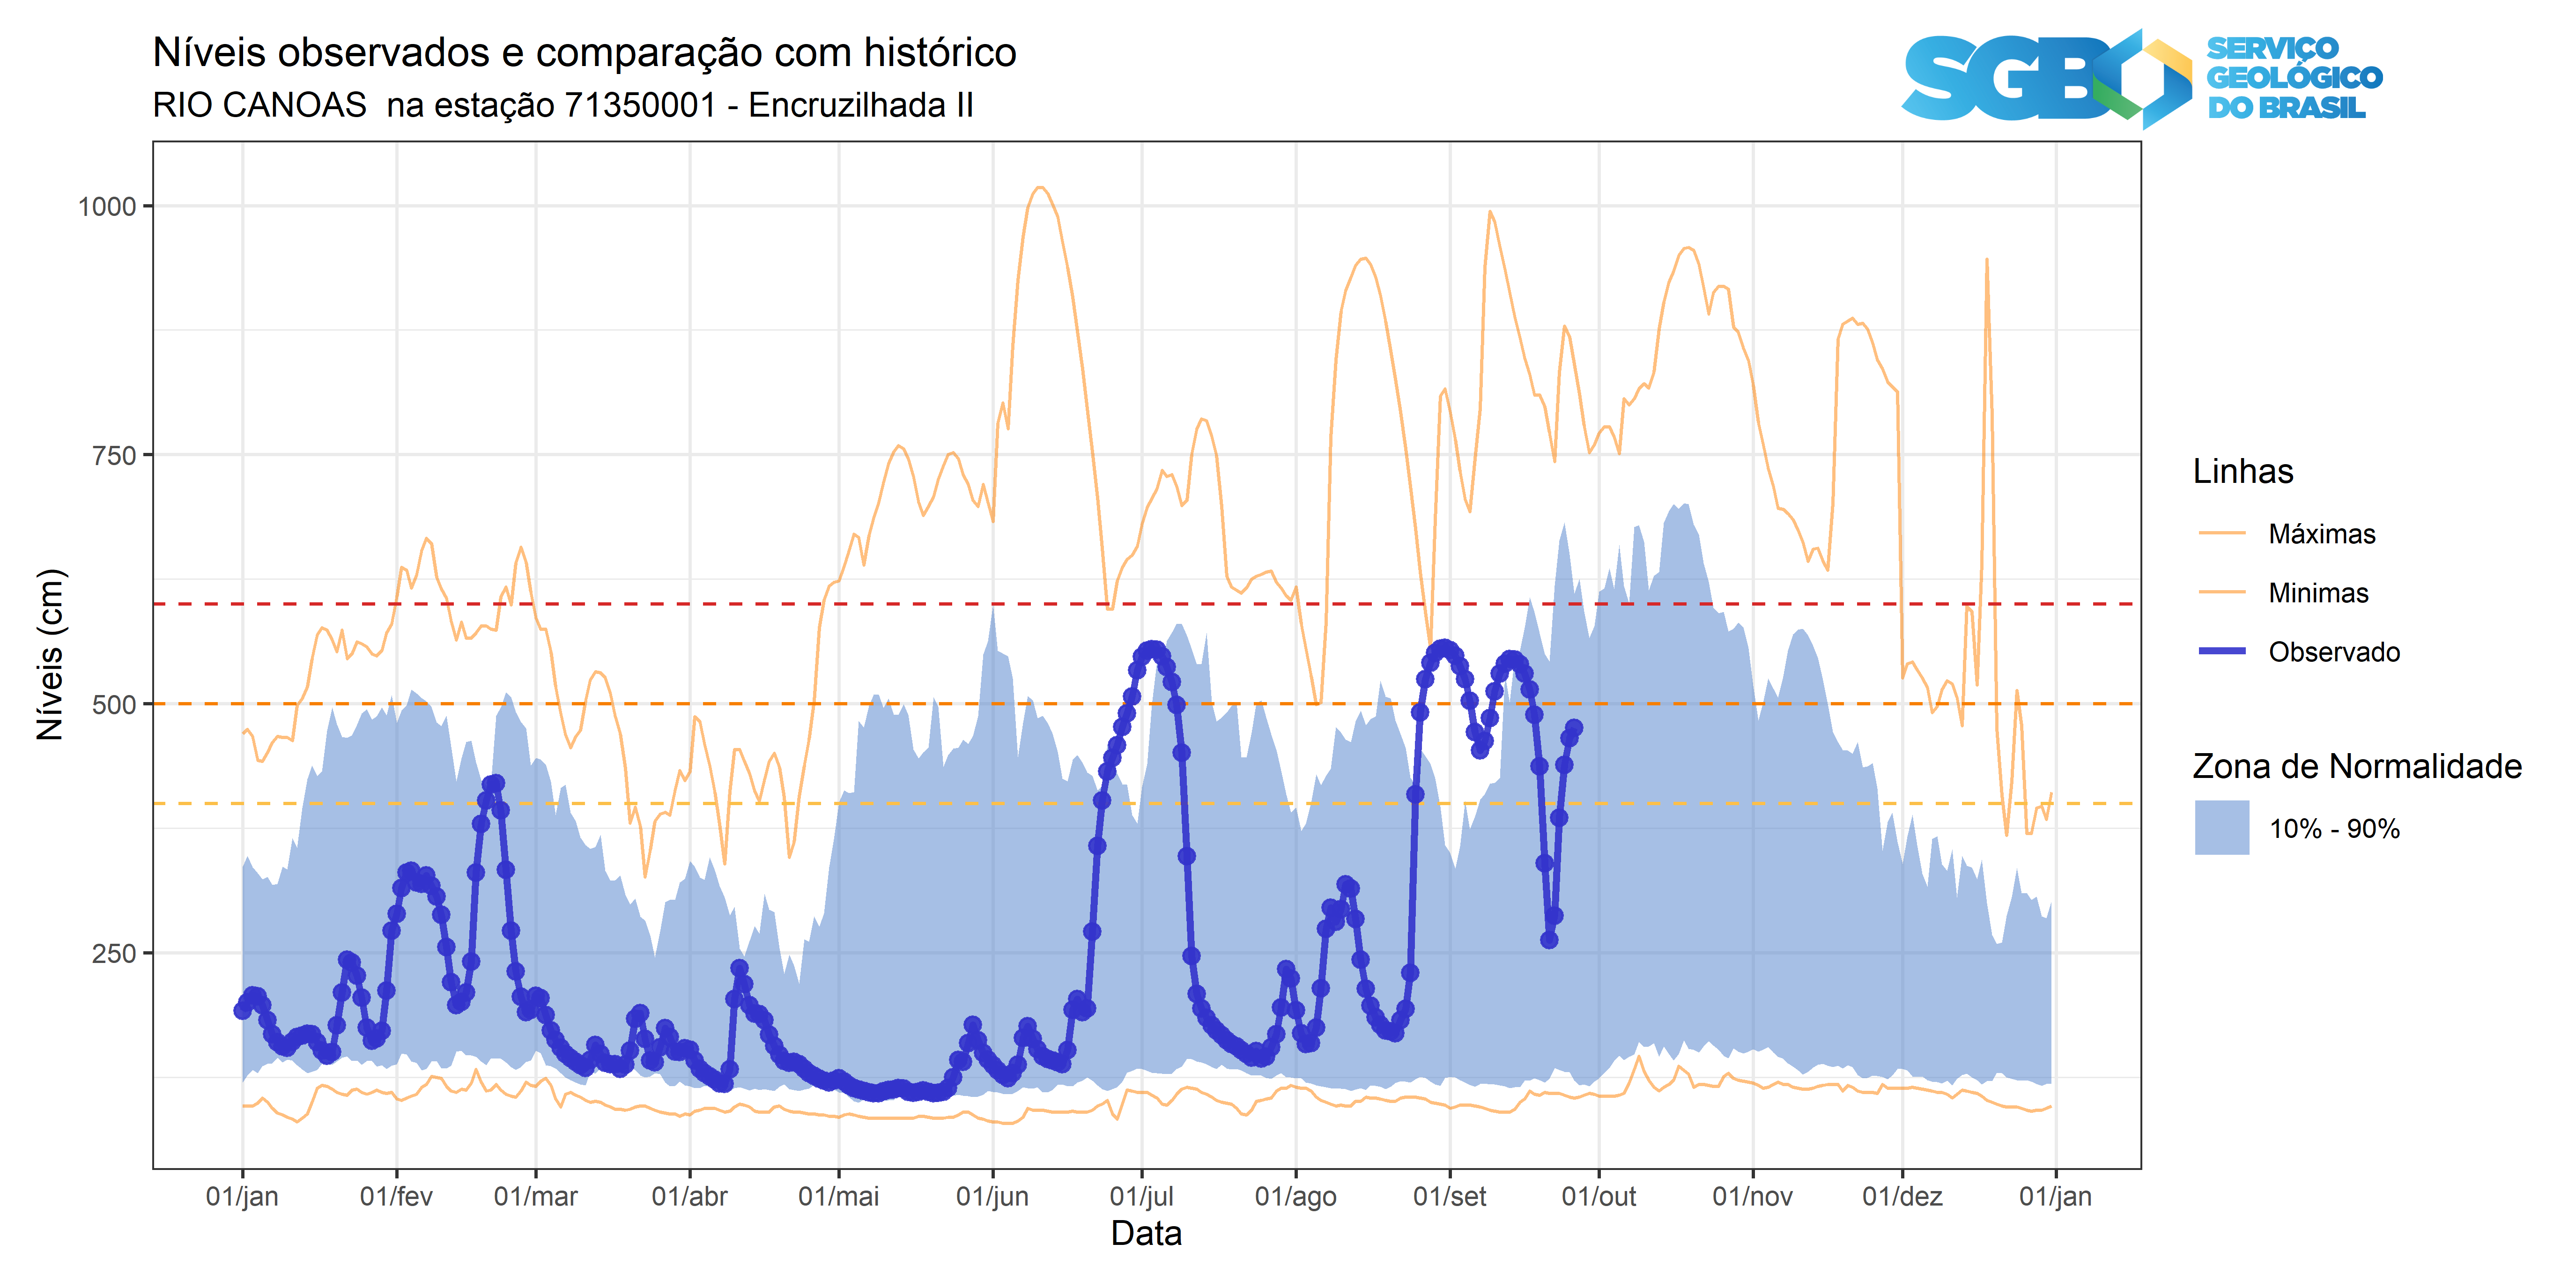 Níveis observados e comparação com histórico
RIO CANOAS  na estação 71350001 - Encruzilhada II
SGB
SERVIÇO
GEOLÓGICO
DO BRASIL
Níveis (cm)
1000
750
500
250
01/jan 01/fev 01/mar 01/abr 01/mai 01/jun 01/jul 01/ago 01/set 01/out 01/nov 01/dez 01/jan
Data
Linhas
Máximas
Minimas
Observado
Zona de Normalidade
10% - 90%